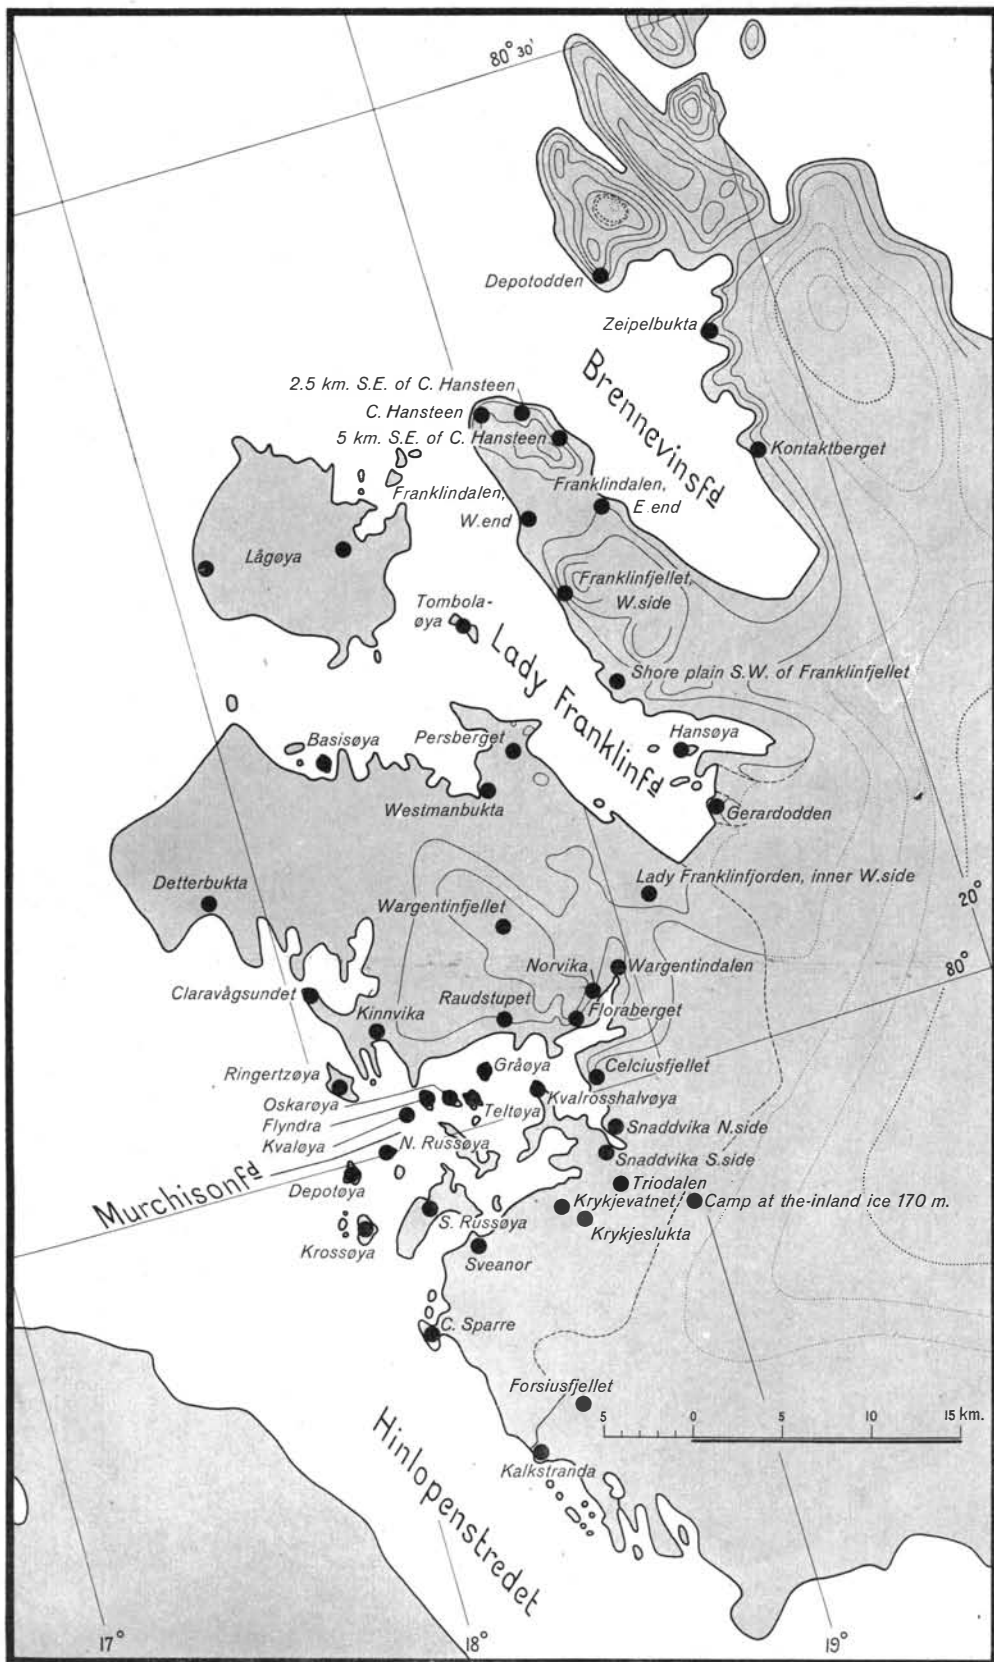 80° 30'
Depotodden
Zeipelbukta
Brennevinsfd
2.5 km. S.E. of C. Hansteen
C. Hansteen
5 km. S.E. of C. Hansteen
Kontaktberget
Franklindalen,
W.end
Franklindalen,
E end
Lågøya
Franklinfjellet,
W.side
Tombola-
øya
Lady Franklinfd
Shore plain S.W. of Franklinfjellet
Hansøya
Basisøya
Persberget
Westmanbukta
Gerardodden
Detterbukta
Lady Franklinfjorden, inner W.side
20°
Wargentinfjellet
Norvika
Wargentindalen
80°
Claravågsundet
Raudstupet
Floraberget
Kinnvika
Gråøya
Celciusfjellet
Ringertzøya
Oskarøya
Teltøya
Kvalrosshalvøya
Flyndra
Kvaløya
Snaddvika N.side
N. Russøya
Snaddvika S.side
Murchisonfd
Depotøya
Triodalen
Krykjevatnet
Camp at the-inland ice 170 m.
S. Russøya
Krykjeslukta
Krossøya
Sveanor
C. Sparre
Forsiusfjellet
5 0 5 10 15 km.
Kalkstranda
Hinlopenstredet
17°
18°
19°